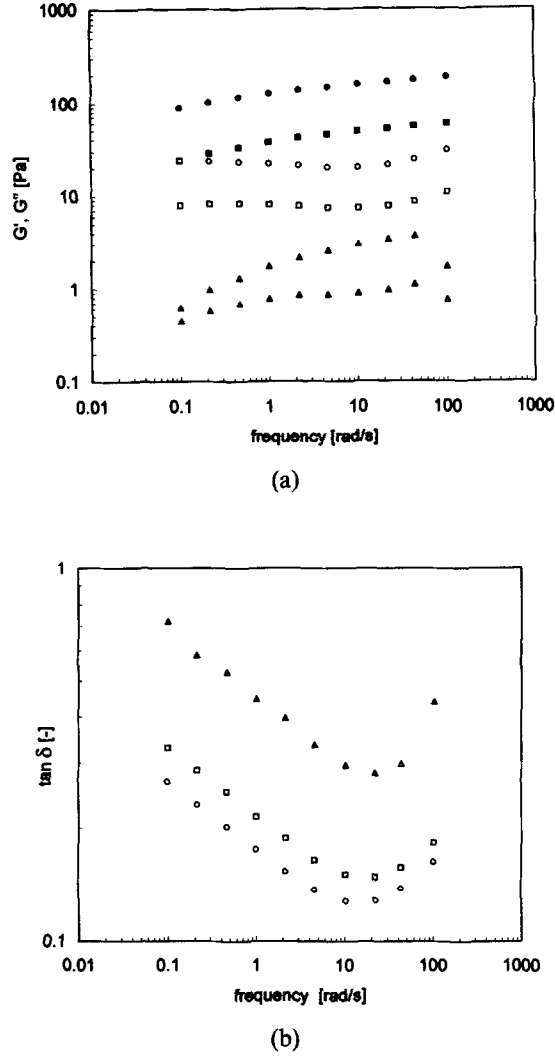 1000
100
10
1
0.1
G', G" [Pa]
0.01 0.1 1 10 100 1000
frequency [rad/s]
(a)
1
0.1
tan δ [-]
0.01 0.1 1 10 100 1000
frequency [rad/s]
(b)